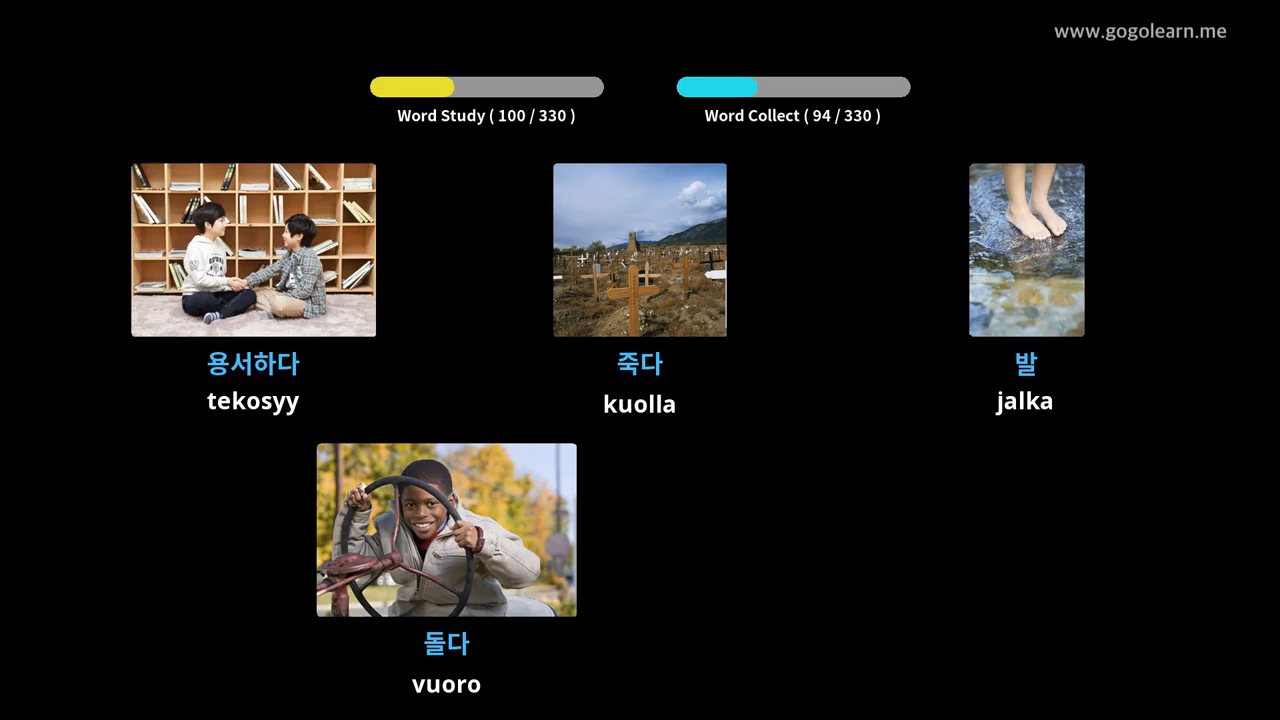 www.gogolearn.me
Word Study ( 100 / 330 )
Word Collect ( 94 / 330 )
용서하다
tekosyy
죽다
kuolla
발
jalka
돌다
vuoro